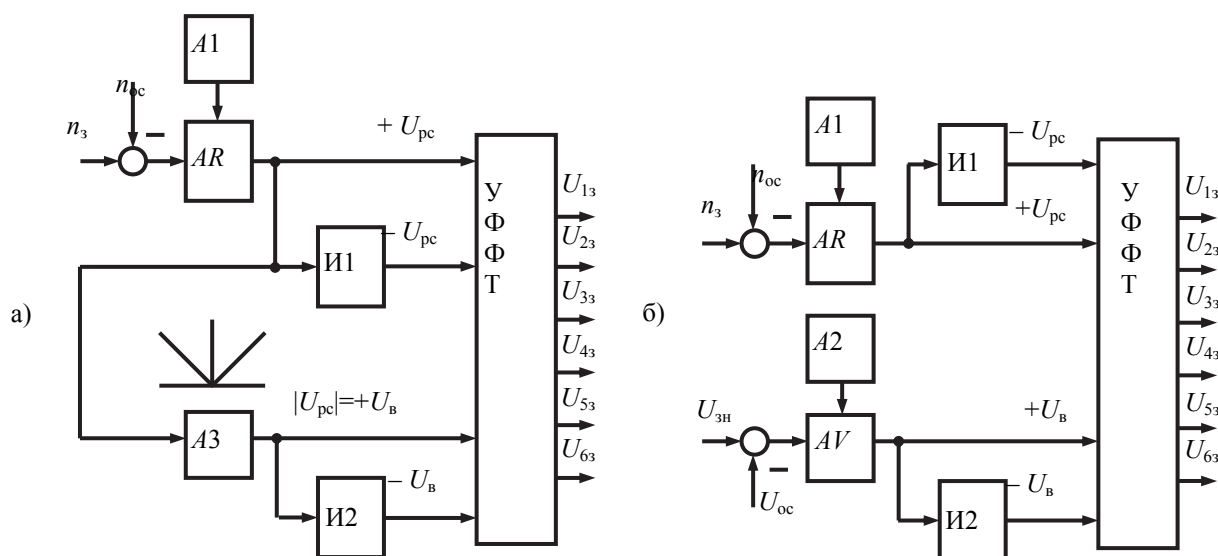 а)
A1
nос
nз
–
AR
+ Uрс
И1
– Uрс
A3
|Uрс|=+Uв
И2
– Uв
У
Ф
Ф
Т
U1з
U2з
U3з
U4з
U5з
U6з
б)
A1
nос
nз
–
AR
И1
– Uрс
+Uрс
A2
Uзн
–
Uос
AV
+Uв
И2
– Uв
У
Ф
Ф
Т
U1з
U2з
U3з
U4з
U5з
U6з